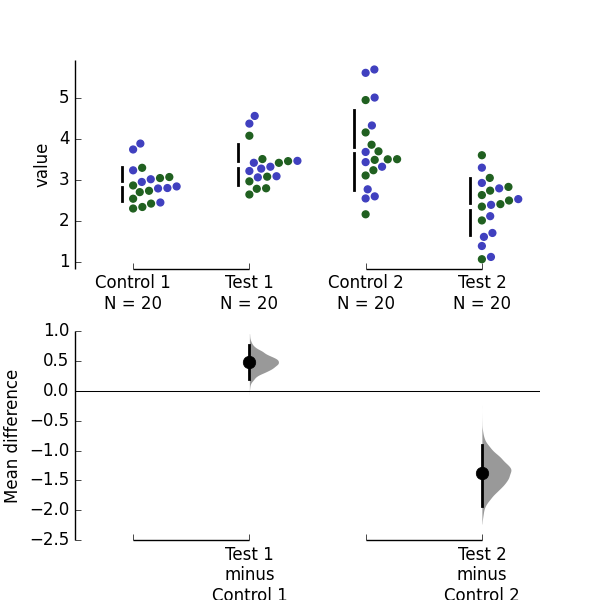 value
5
4
3
2
1
Control 1
N = 20
Test 1
N = 20
Control 2
N = 20
Test 2
N = 20
Mean difference
1.0
0.5
0.0
−0.5
−1.0
−1.5
−2.0
−2.5
Test 1
minus
Control 1
Test 2
minus
Control 2